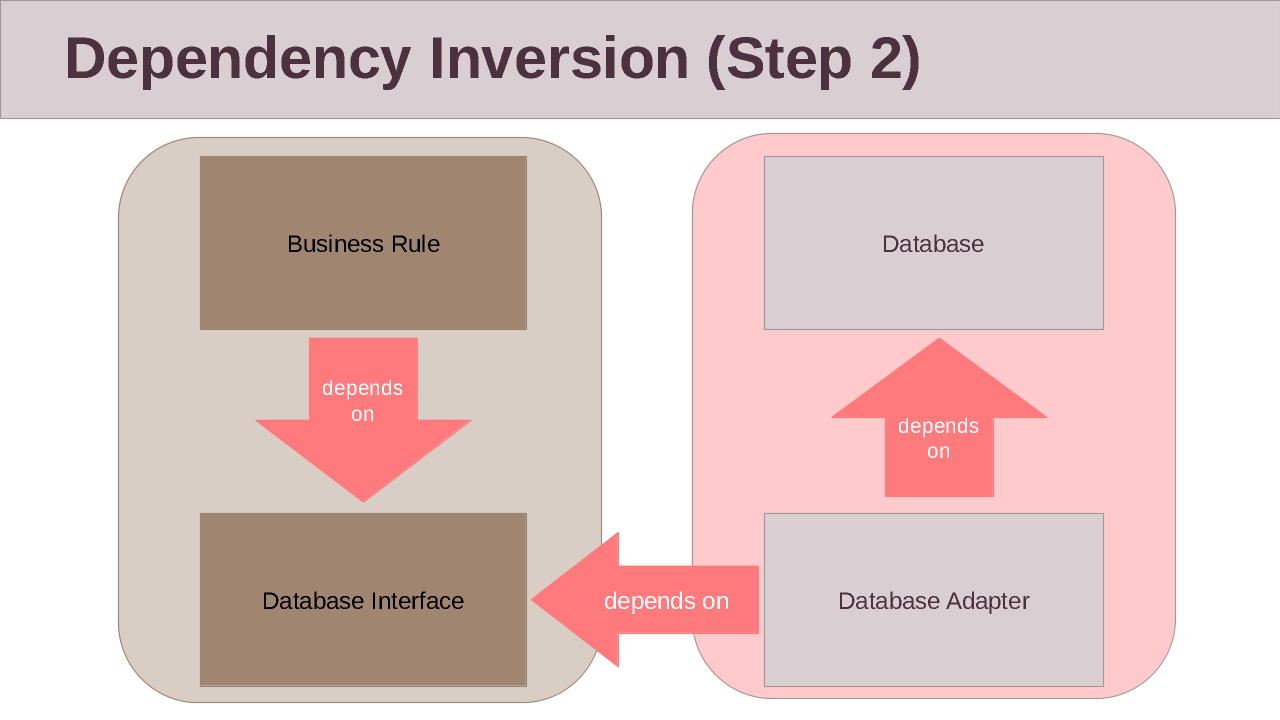 Dependency Inversion (Step 2)
Business Rule
Database
depends
on
depends
on
Database Interface
depends on
Database Adapter